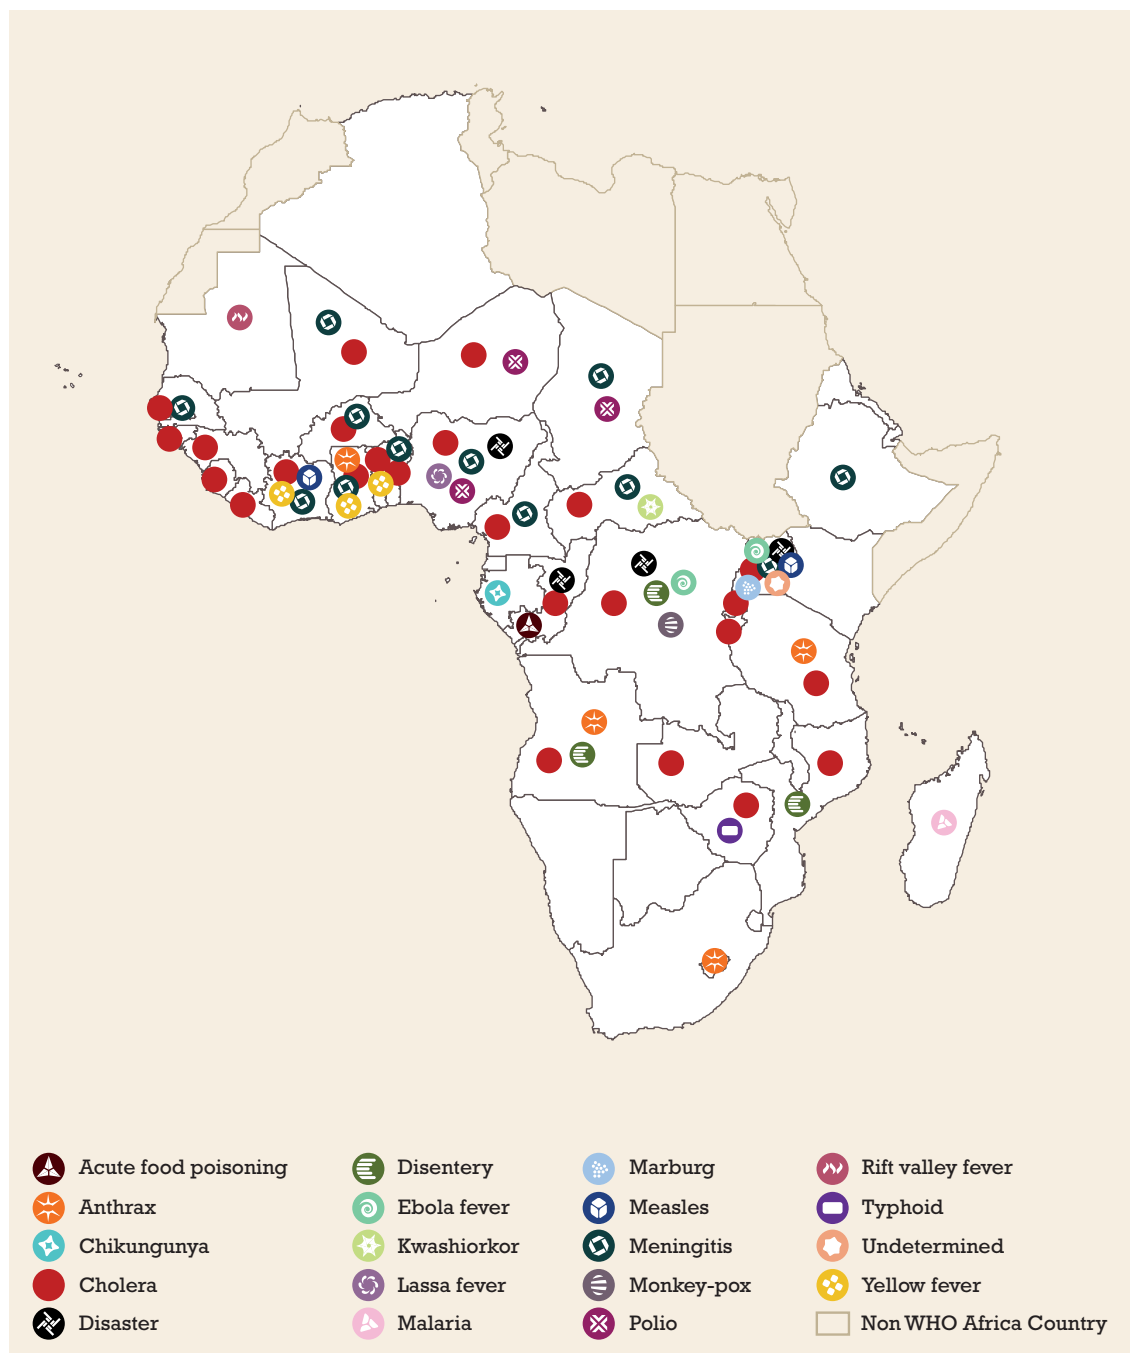 Acute food poisoning
Anthrax
Chikungunya
Cholera
Disaster
Disentery
Ebola fever
Kwashiorkor
Lassa fever
Malaria
Marburg
Measles
Meningitis
Monkey-pox
Polio
Rift valley fever
Typhoid
Undetermined
Yellow fever
Non WHO Africa Country